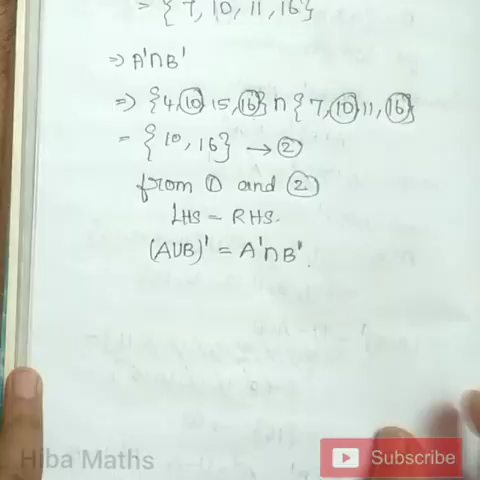 = {7, 10, 11, 16}
⇒ A'∩B'
⇒ {4, 10, 15, 16} ∩ {7, 10, 11, 16}
= {10, 16} → ②
from ① and ②
LHS = RHS.
(AUB)' = A'∩B'.
Hiba Maths
Subscribe